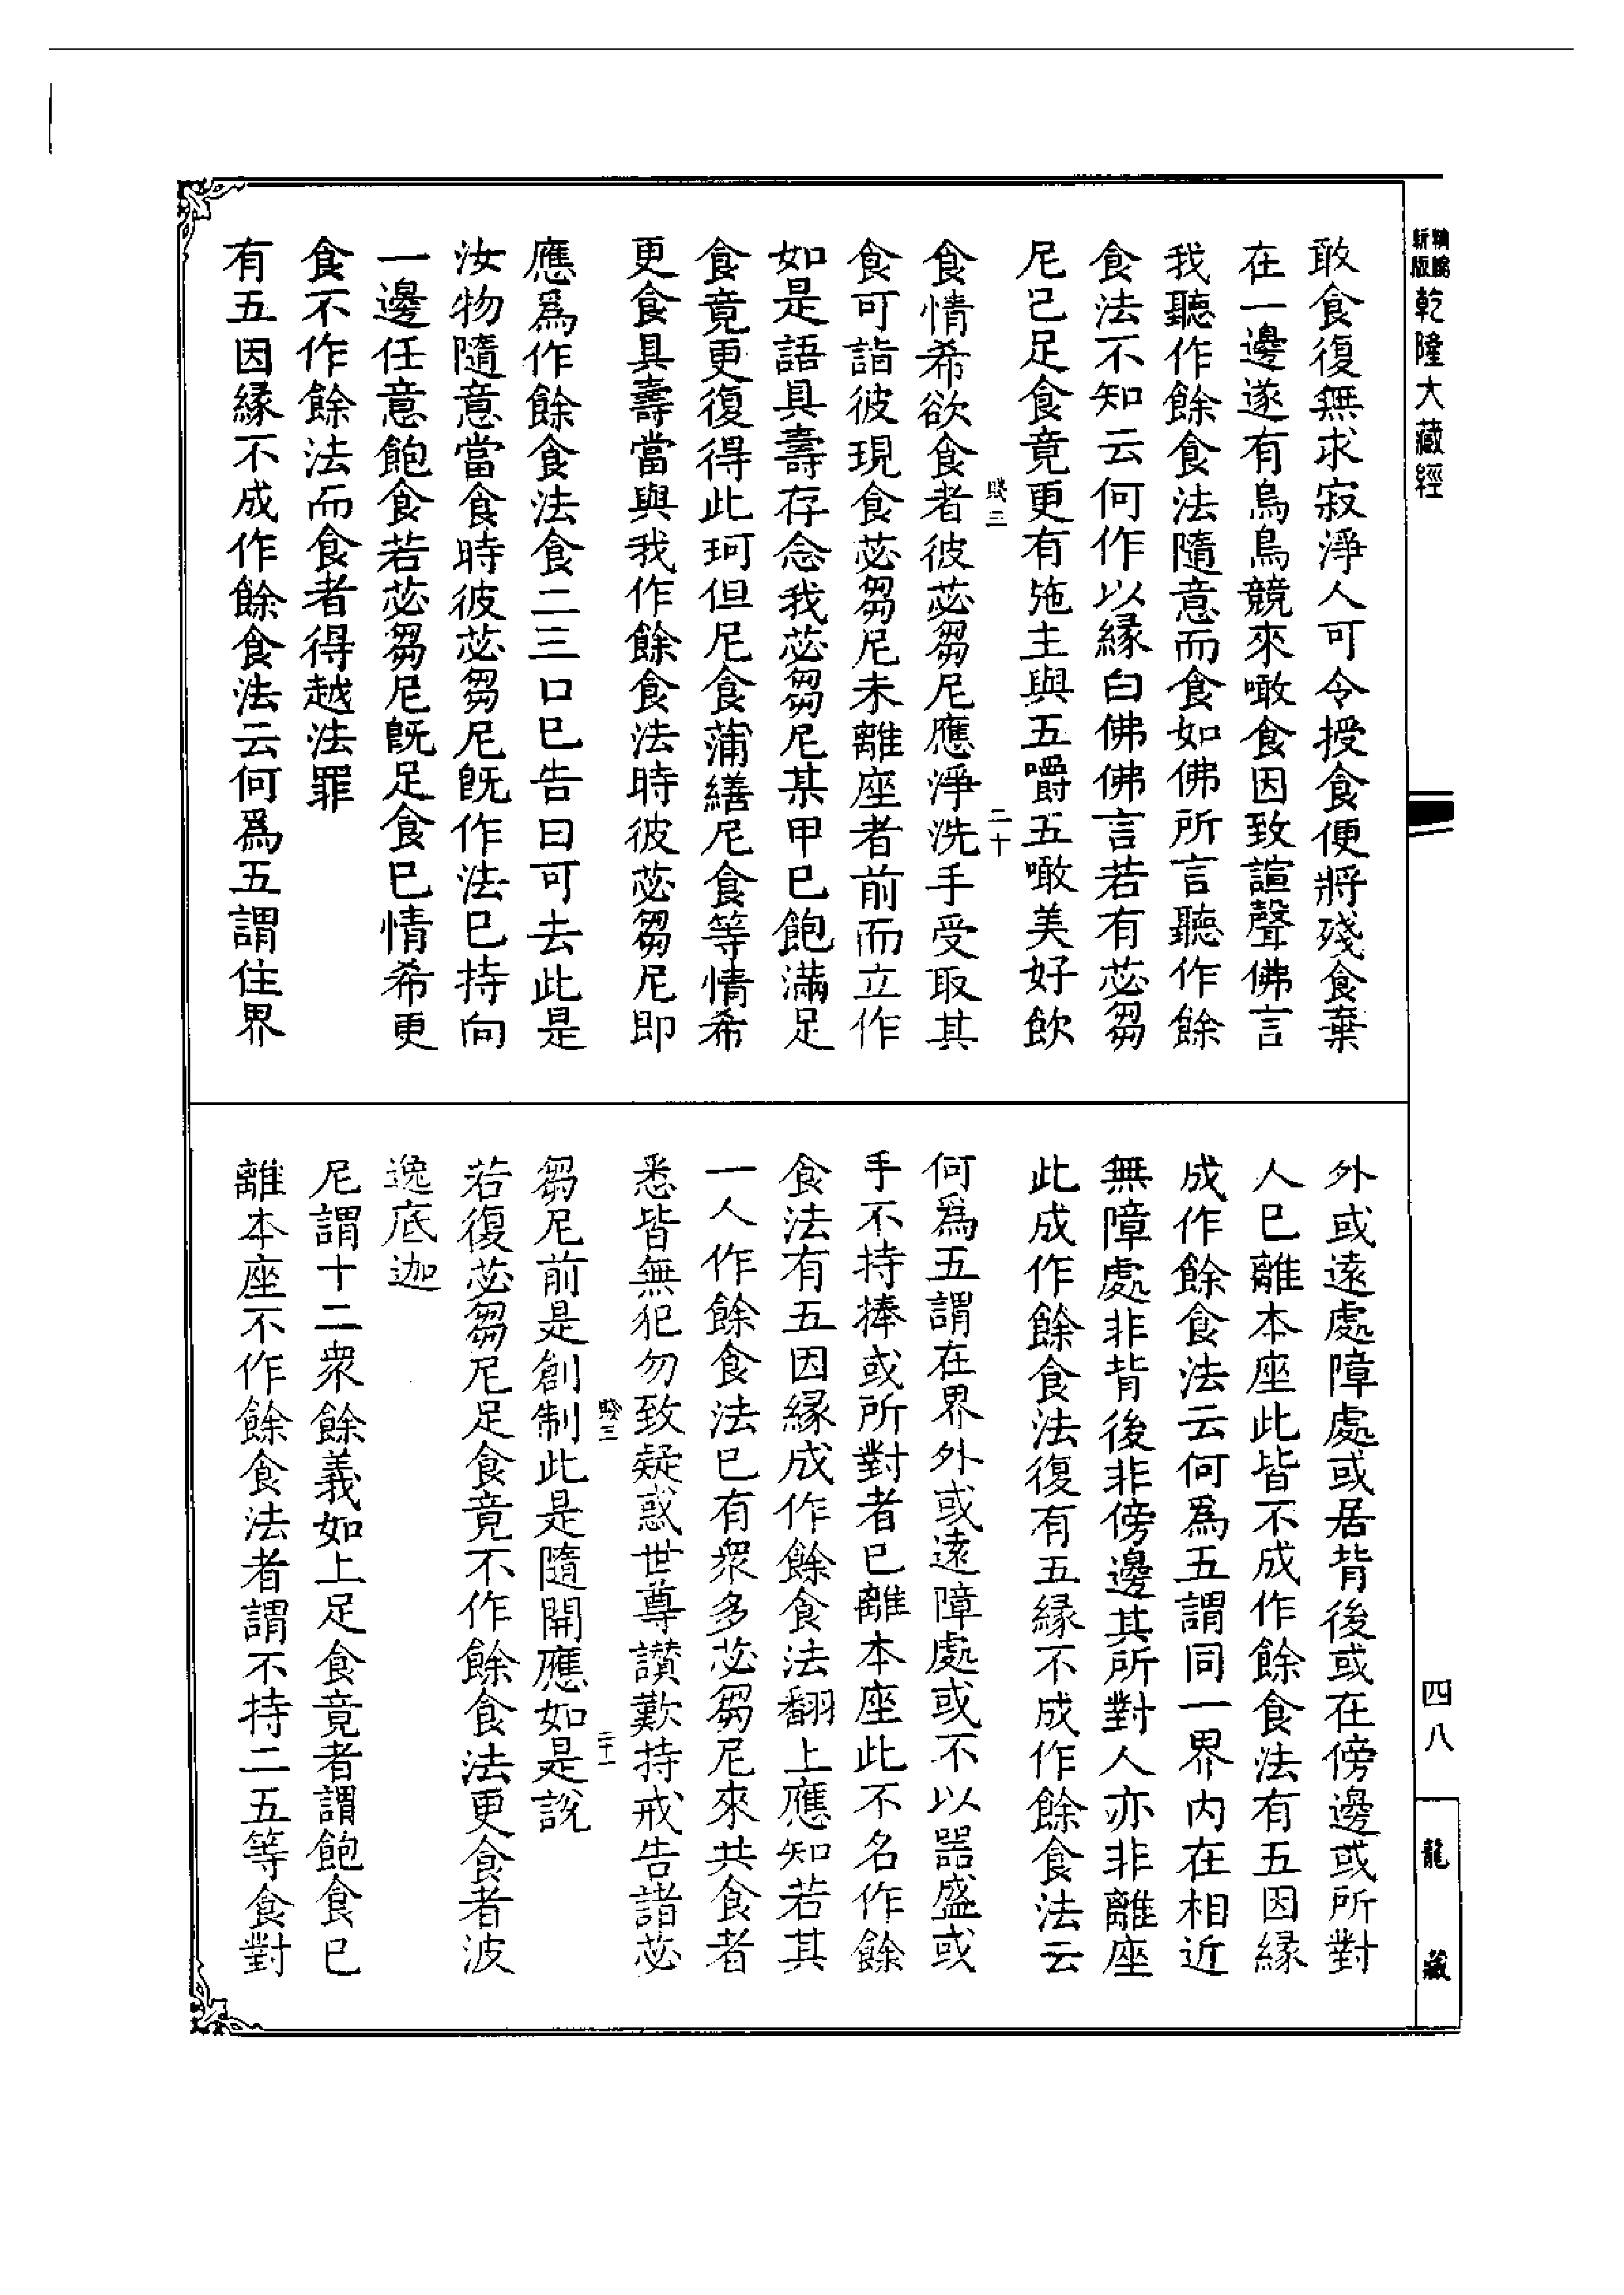 新編縮版乾隆大藏經
敢食復無求寂淨人可令授食便將殘食棄
在一邊遂有烏鳥競來噉食因致諠聲佛言
我聽作餘食法隨意而食如佛所言聽作餘
食法不知云何作以緣白佛佛言若有苾芻
尼已足食竟更有施主與五嚼五噉美好飲
賤三 二十
食情希欲食者彼苾芻尼應淨洗手受取其
食可詣彼現食苾芻尼未離座者前而立作
如是語具壽存念我苾芻尼某甲已飽滿足
食竟更復得此珂但尼食蒲繕尼食等情希
更食具壽當與我作餘食法時彼苾芻尼即
應爲作餘食法食二三口已告曰可去此是
汝物隨意當食時彼苾芻尼既作法已持向
一邊任意飽食若苾芻尼既足食已情希更
食不作餘法而食者得越法罪
有五因緣不成作餘食法云何爲五謂住界
外或遠處障處或居背後或在傍邊或所對
人已離本座此皆不成作餘食法有五因緣
成作餘食法云何爲五謂同一界內在相近
無障處非背後非傍邊其所對人亦非離座
此成作餘食法復有五緣不成作餘食法云
何爲五謂在界外或遠障處或不以器盛或
手不持捧或所對者已離本座此不名作餘
食法有五因緣成作餘食法翻上應知若其
一人作餘食法已有衆多苾芻尼來共食者
悉皆無犯勿致疑惑世尊讚歎持戒告諸苾
賤三 二十一
芻尼前是創制此是隨開應如是說
若復苾芻尼足食竟不作餘食法更食者波
逸底迦
尼謂十二衆餘義如上足食竟者謂飽食已
離本座不作餘食法者謂不持二五等食對
四八
龍藏